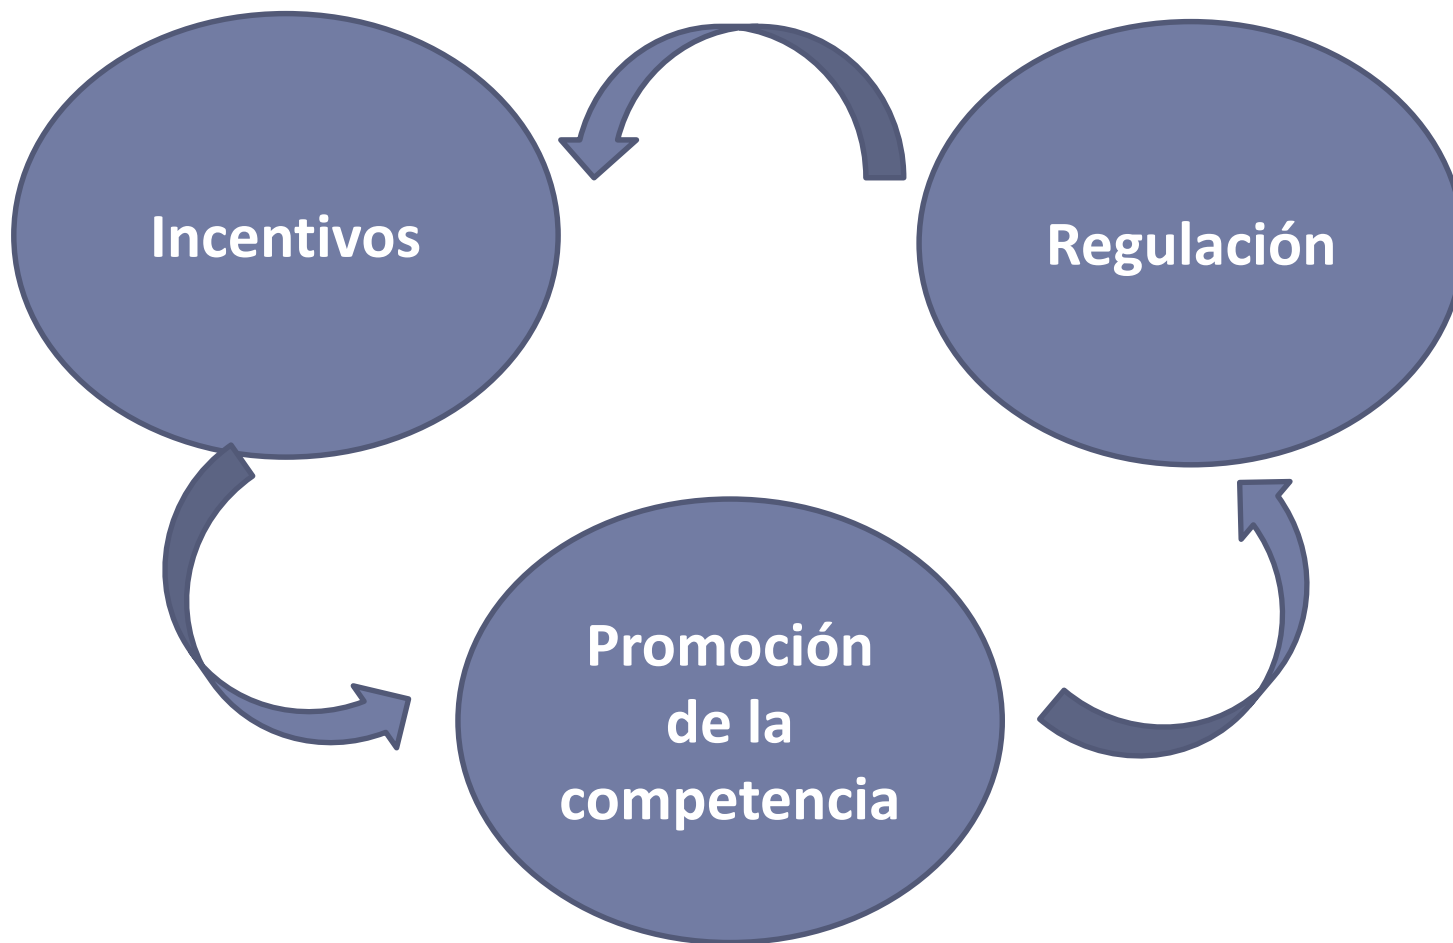 Incentivos
Regulación
Promoción
de la
competencia